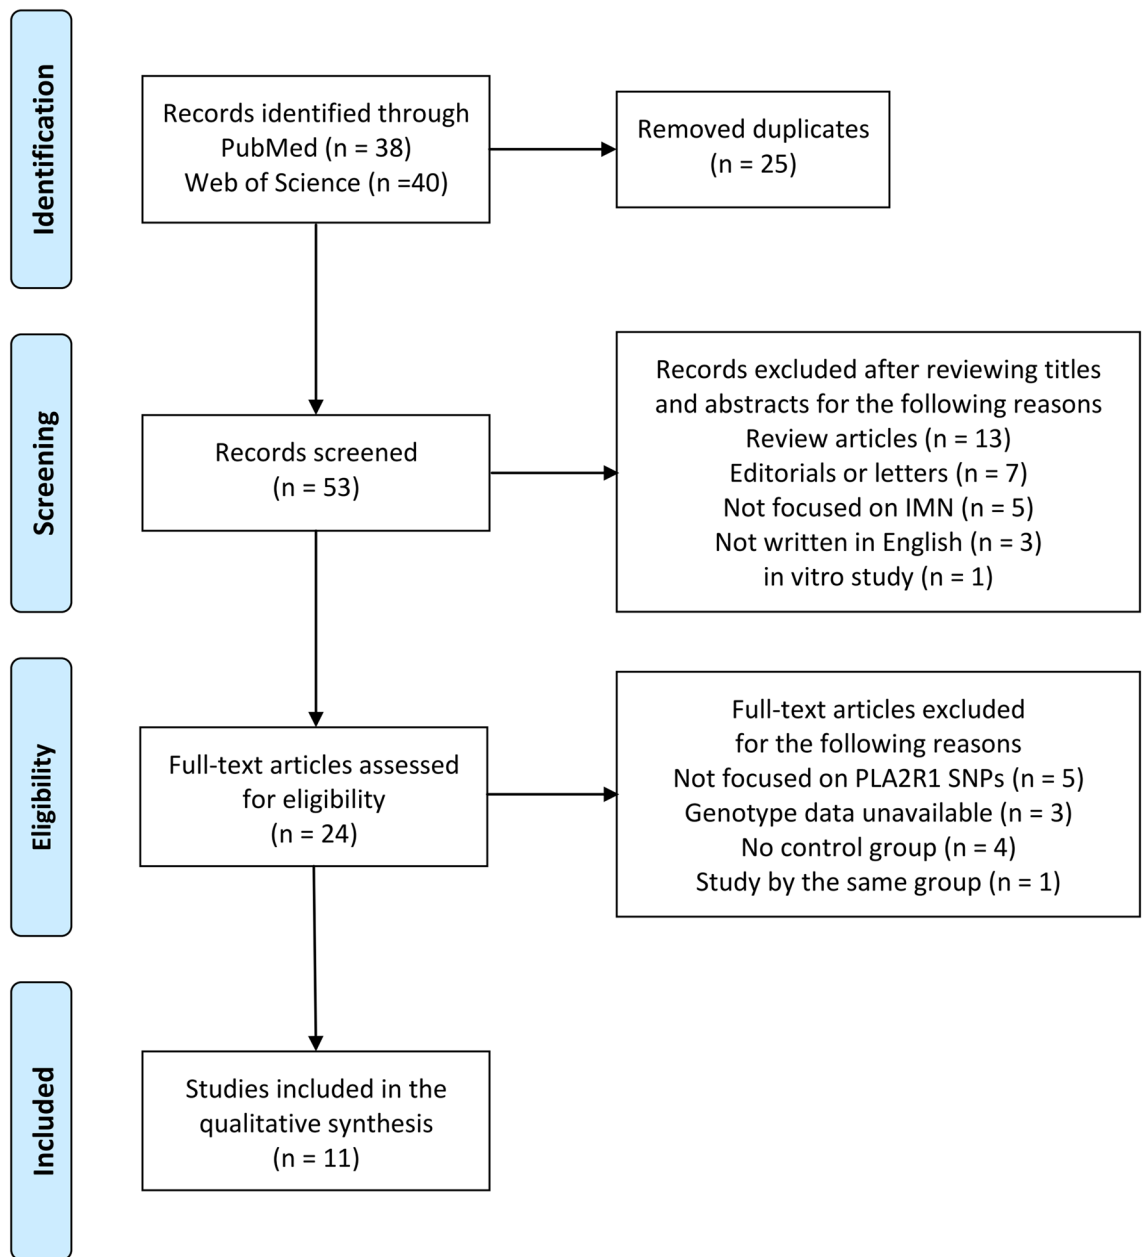 Identification
Records identified through
PubMed (n = 38)
Web of Science (n =40)
Removed duplicates
(n = 25)
Screening
Records screened
(n = 53)
Records excluded after reviewing titles
and abstracts for the following reasons
Review articles (n = 13)
Editorials or letters (n = 7)
Not focused on IMN (n = 5)
Not written in English (n = 3)
in vitro study (n = 1)
Eligibility
Full-text articles assessed
for eligibility
(n = 24)
Full-text articles excluded
for the following reasons
Not focused on PLA2R1 SNPs (n = 5)
Genotype data unavailable (n = 3)
No control group (n = 4)
Study by the same group (n = 1)
Included
Studies included in the
qualitative synthesis
(n = 11)